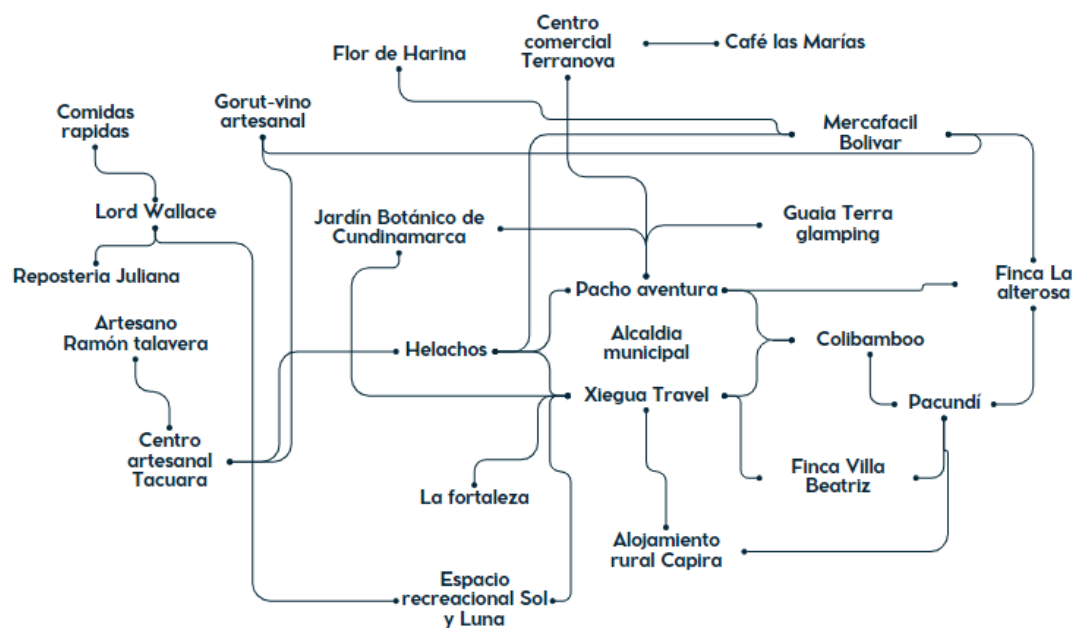 Centro
comercial
Terranova
Café las Marías
Flor de Harina
Comidas
rapidas
Gorut-vino
artesanal
Mercafacil
Bolivar
Lord Wallace
Jardín Botánico de
Cundinamarca
Guaia Terra
glamping
Reposteria Juliana
Pacho aventura
Finca La
alterosa
Artesano
Ramón talavera
Helachos
Alcaldia
municipal
Colibamboo
Xiegua Travel
Pacundí
Centro
artesanal
Tacuara
La fortaleza
Finca Villa
Beatriz
Alojamiento
rural Capira
Espacio
recreacional Sol
y Luna